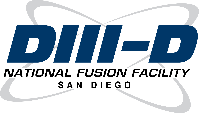 DIII-D
NATIONAL FUSION FACILITY
SAN DIEGO